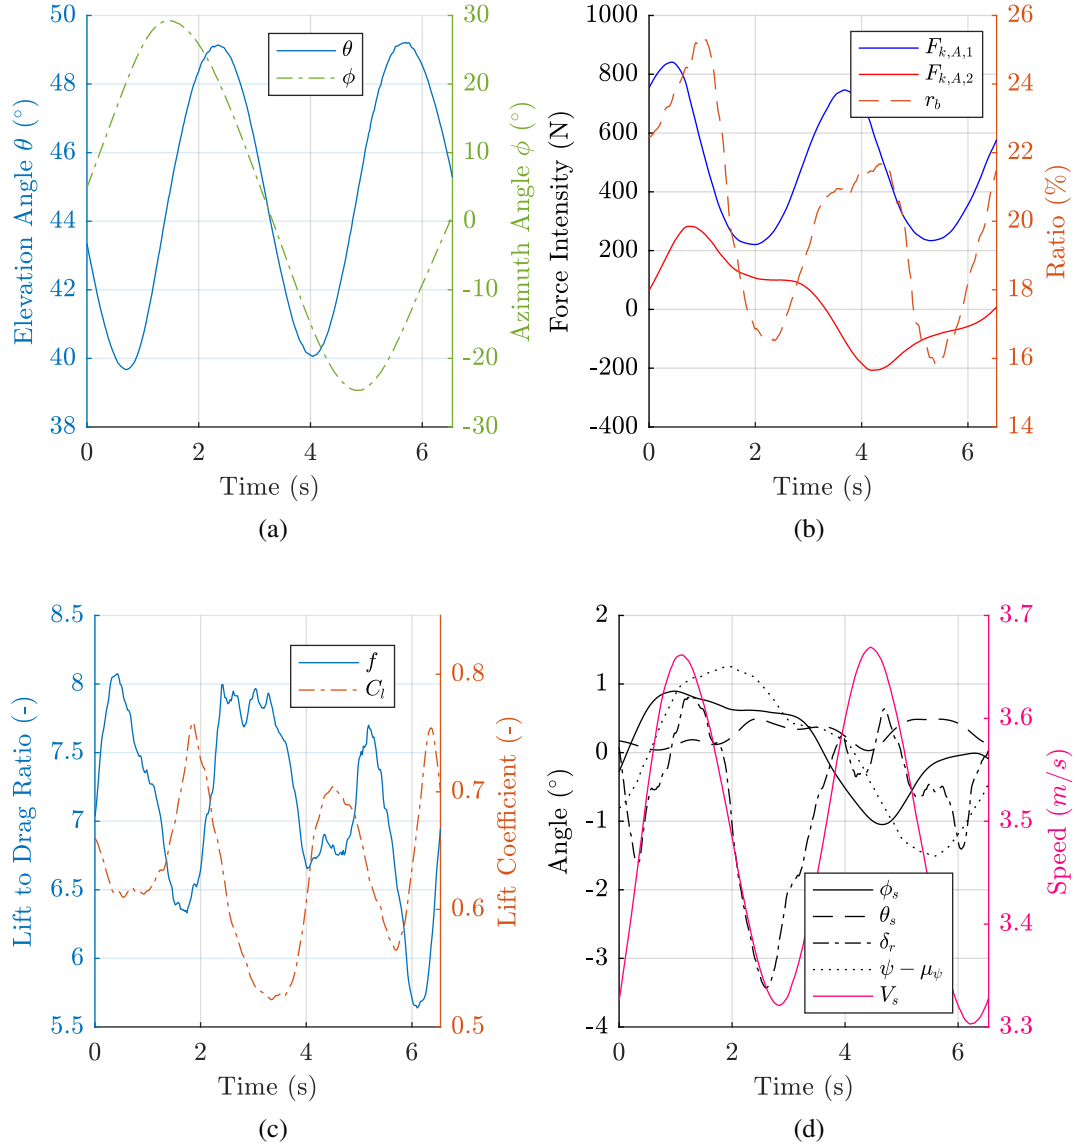 50
48
46
44
42
40
38
Elevation Angle θ (°)
30
20
10
0
-10
-20
-30
Azimuth Angle ϕ (°)
θ
ϕ
0 2 4 6
Time (s)
(a)
1000
800
600
400
200
0
-200
-400
Force Intensity (N)
26
24
22
20
18
16
14
Ratio (%)
F_{k,A,1}
F_{k,A,2}
r_b
0 2 4 6
Time (s)
(b)
8.5
8
7.5
7
6.5
6
5.5
Lift to Drag Ratio (-)
0.8
0.7
0.6
0.5
Lift Coefficient (-)
f
C_l
0 2 4 6
Time (s)
(c)
2
1
0
-1
-2
-3
-4
Angle (°)
3.7
3.6
3.5
3.4
3.3
Speed (m/s)
ϕ_s
θ_s
δ_r
ψ − μ_ψ
V_s
0 2 4 6
Time (s)
(d)